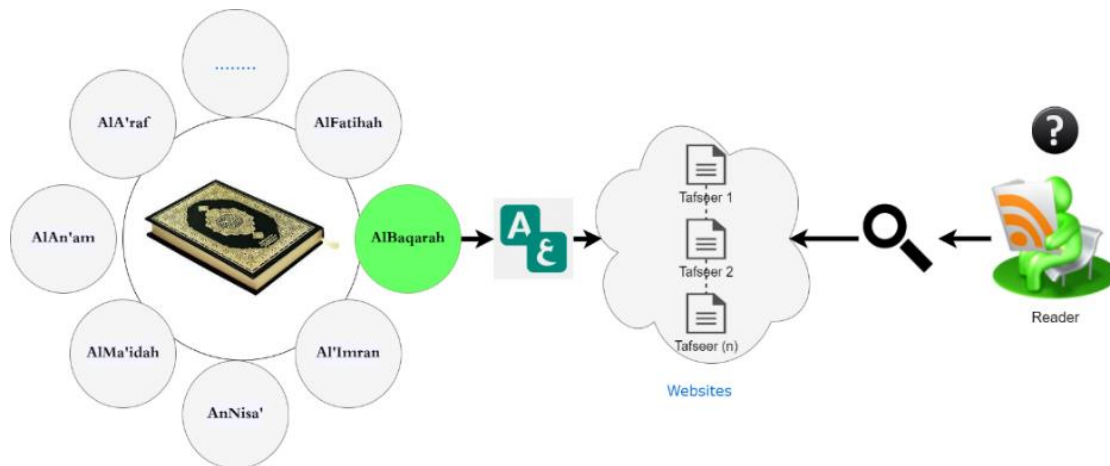 ........
AlA'raf
AlFatihah
AlAn'am
AlBaqarah
AlMa'idah
Al'Imran
AnNisa'
A
ع
Tafseer 1
Tafseer 2
Tafseer (n)
Websites
?
Reader